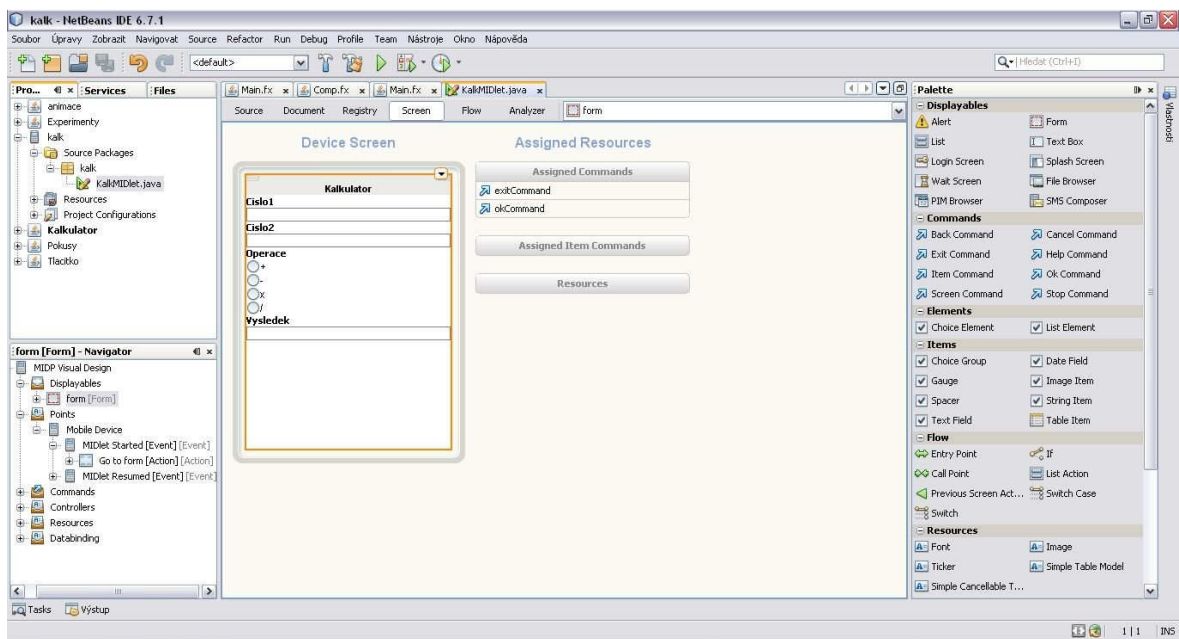 kalk - NetBeans IDE 6.7.1
Soubor Úpravy Zobrazit Navigovat Source Refactor Run Debug Profile Team Nástroje Okno Nápověda
<default>
Hledat (Ctrl+I)
Pro... Services Files
animace
Experimenty
kalk
Source Packages
kalk
KalkMIDlet.java
Resources
Project Configurations
Kalkulator
Pokusy
Tlacitko
form [Form] - Navigator
MIDP Visual Design
Displayables
form [Form]
Points
Mobile Device
MIDlet Started [Event] [Event]
Go to form [Action] [Action]
MIDlet Resumed [Event] [Event]
Commands
Controllers
Resources
Databinding
Main.fx Comp.fx Main.fx KalkMIDlet.java
Source Document Registry Screen Flow Analyzer form
Device Screen
Kalkulator
Cislo1
Cislo2
Operace
+
-
x
/
Vysledek
Assigned Resources
Assigned Commands
exitCommand
okCommand
Assigned Item Commands
Resources
Palette
Displayables
Alert Form
List Text Box
Login Screen Splash Screen
Wait Screen File Browser
PIM Browser SMS Composer
Commands
Back Command Cancel Command
Exit Command Help Command
Item Command Ok Command
Screen Command Stop Command
Elements
Choice Element List Element
Items
Choice Group Date Field
Gauge Image Item
Spacer String Item
Text Field Table Item
Flow
Entry Point If
Call Point List Action
Previous Screen Act... Switch Case
Switch
Resources
Font Image
Ticker Simple Table Model
Simple Cancellable T...
Vlastnosti
Tasks Výstup
1 | 1 INS